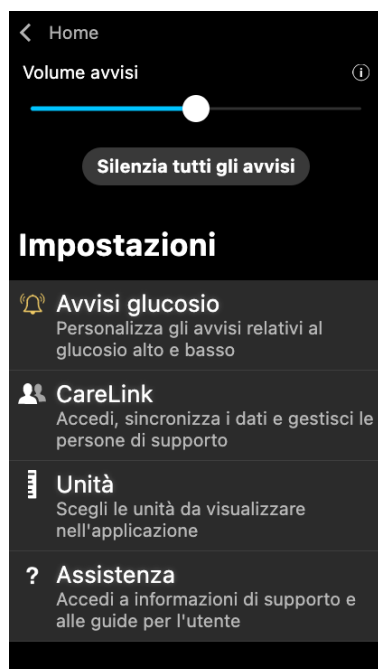 Home
Volume avvisi
Silenzia tutti gli avvisi
Impostazioni
Avvisi glucosio
Personalizza gli avvisi relativi al
glucosio alto e basso
CareLink
Accedi, sincronizza i dati e gestisci le
persone di supporto
Unità
Scegli le unità da visualizzare
nell'applicazione
? Assistenza
Accedi a informazioni di supporto e
alle guide per l'utente